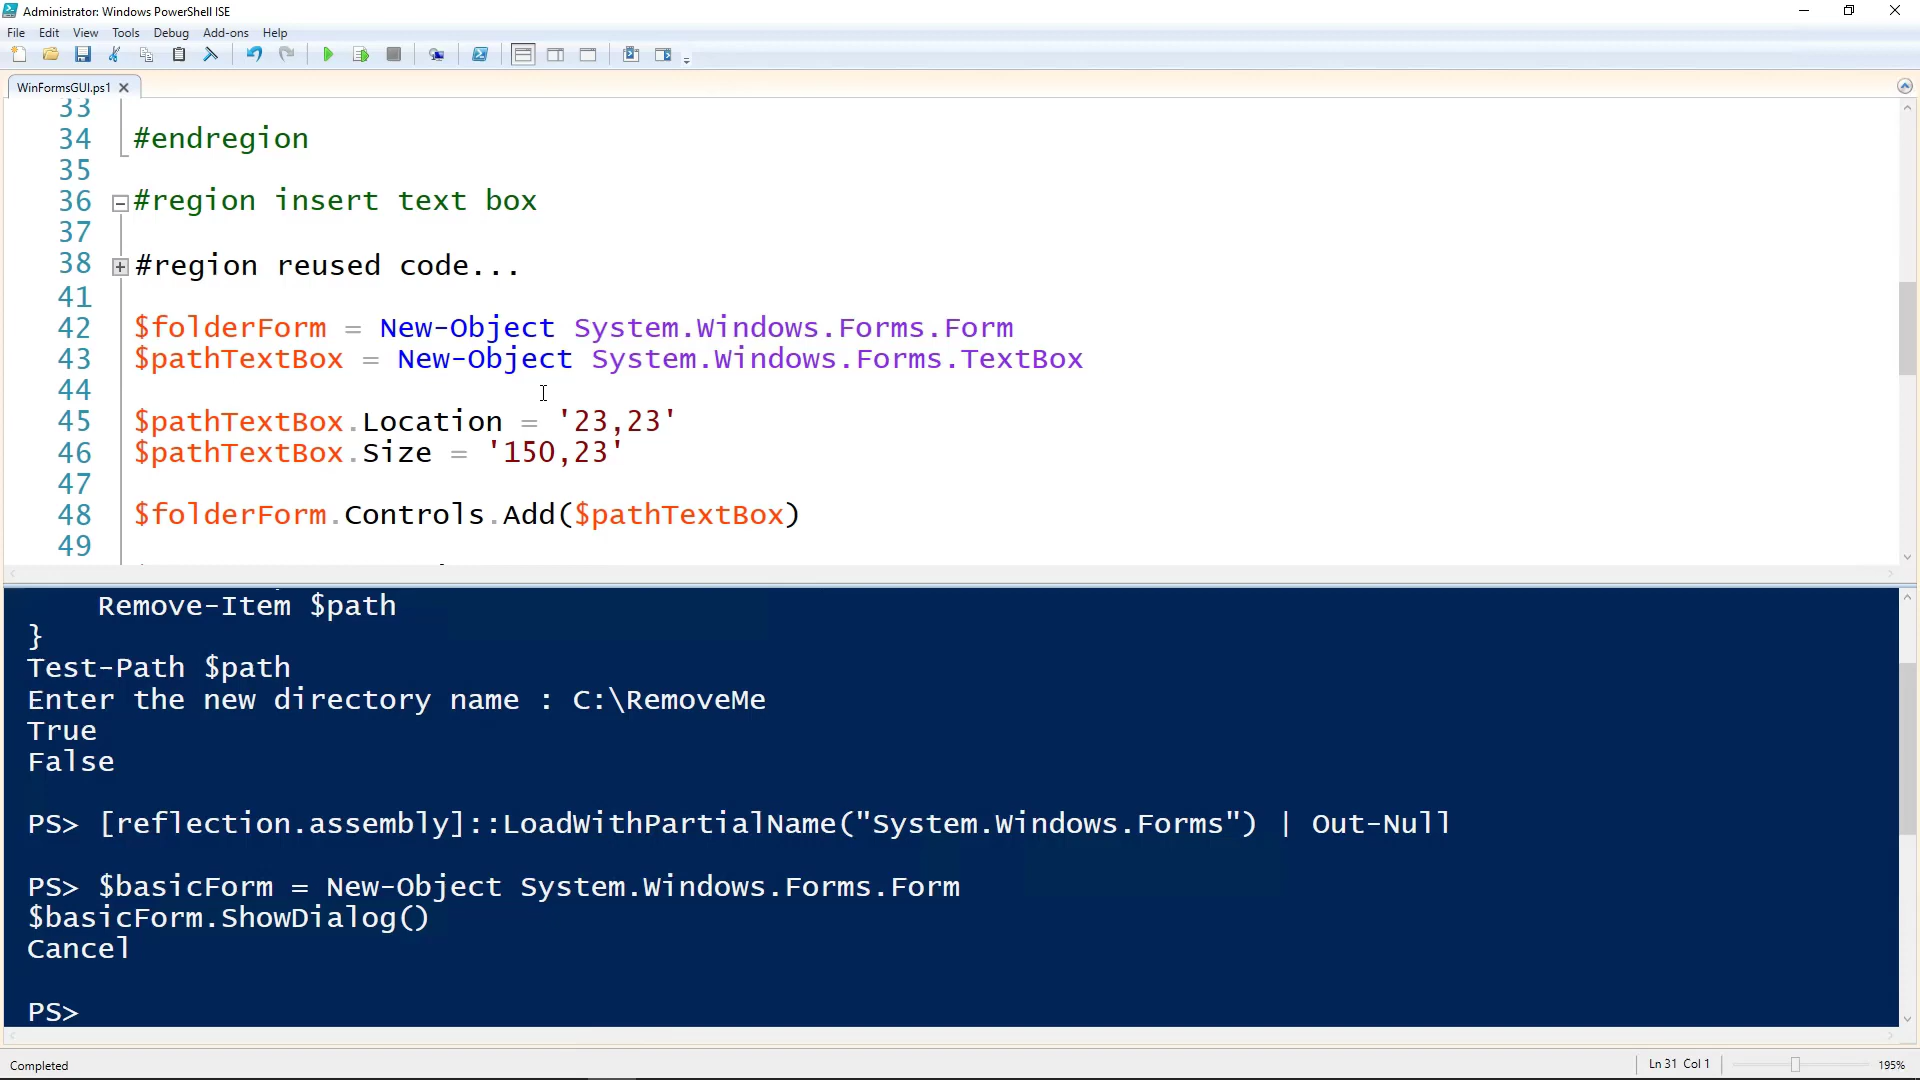 Administrator: Windows PowerShell ISE
File Edit View Tools Debug Add-ons Help
WinFormsGUI.ps1
33
34 #endregion
35
36 #region insert text box
37
38 #region reused code...
41
42 $folderForm = New-Object System.Windows.Forms.Form
43 $pathTextBox = New-Object System.Windows.Forms.TextBox
44
45 $pathTextBox.Location = '23,23'
46 $pathTextBox.Size = '150,23'
47
48 $folderForm.Controls.Add($pathTextBox)
49
Remove-Item $path
}
Test-Path $path
Enter the new directory name : C:\RemoveMe
True
False
PS> [reflection.assembly]::LoadWithPartialName("System.Windows.Forms") | Out-Null
PS> $basicForm = New-Object System.Windows.Forms.Form
$basicForm.ShowDialog()
Cancel
PS>
Completed
Ln 31 Col 1
195%